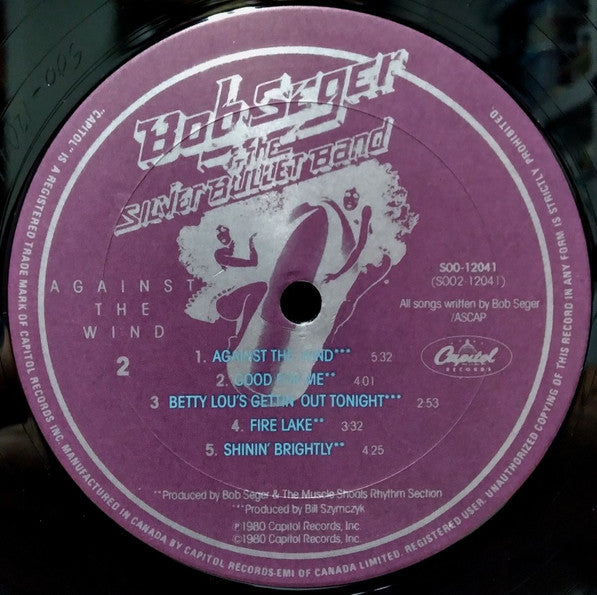 Bob Seger
& the
Silver Bullet Band
AGAINST
THE
WIND
2
SOO-12041
(SOO2-12041)
All songs written by Bob Seger
/ASCAP
Capitol
RECORDS
1. AGAINST THE WIND*** 5:32
2. GOOD FOR ME** 4:01
3 BETTY LOU'S GETTIN' OUT TONIGHT*** 2:53
4. FIRE LAKE** 3:32
5. SHININ' BRIGHTLY** 4:25
**Produced by Bob Seger & The Muscle Shoals Rhythm Section
***Produced by Bill Szymczyk
℗1980 Capitol Records, Inc.
©1980 Capitol Records, Inc.
"CAPITOL" IS A REGISTERED TRADE MARK OF CAPITOL RECORDS INC. MANUFACTURED IN CANADA BY CAPITOL RECORDS-EMI OF CANADA LIMITED. REGISTERED USER. UNAUTHORIZED COPYING OF THIS RECORD IN ANY FORM IS STRICTLY PROHIBITED.